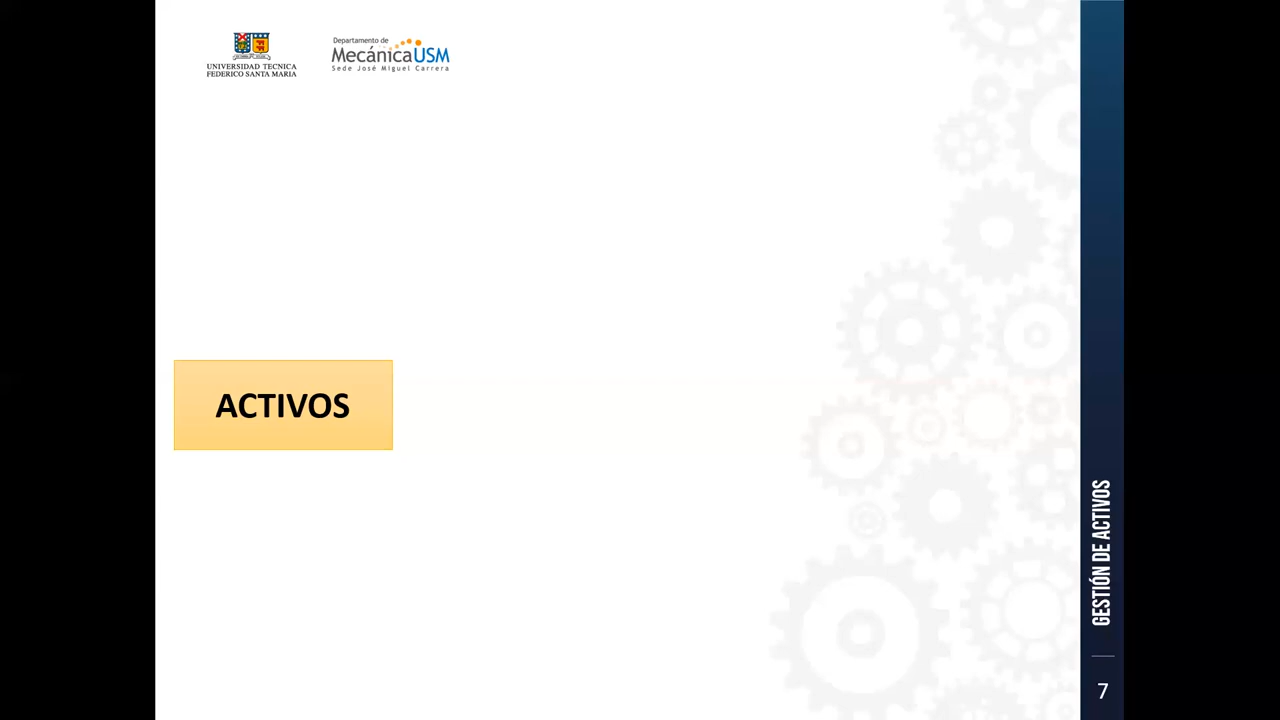 UNIVERSIDAD TECNICA
FEDERICO SANTA MARIA
Departamento de
MecánicaUSM
Sede José Miguel Carrera
ACTIVOS
GESTIÓN DE ACTIVOS
7